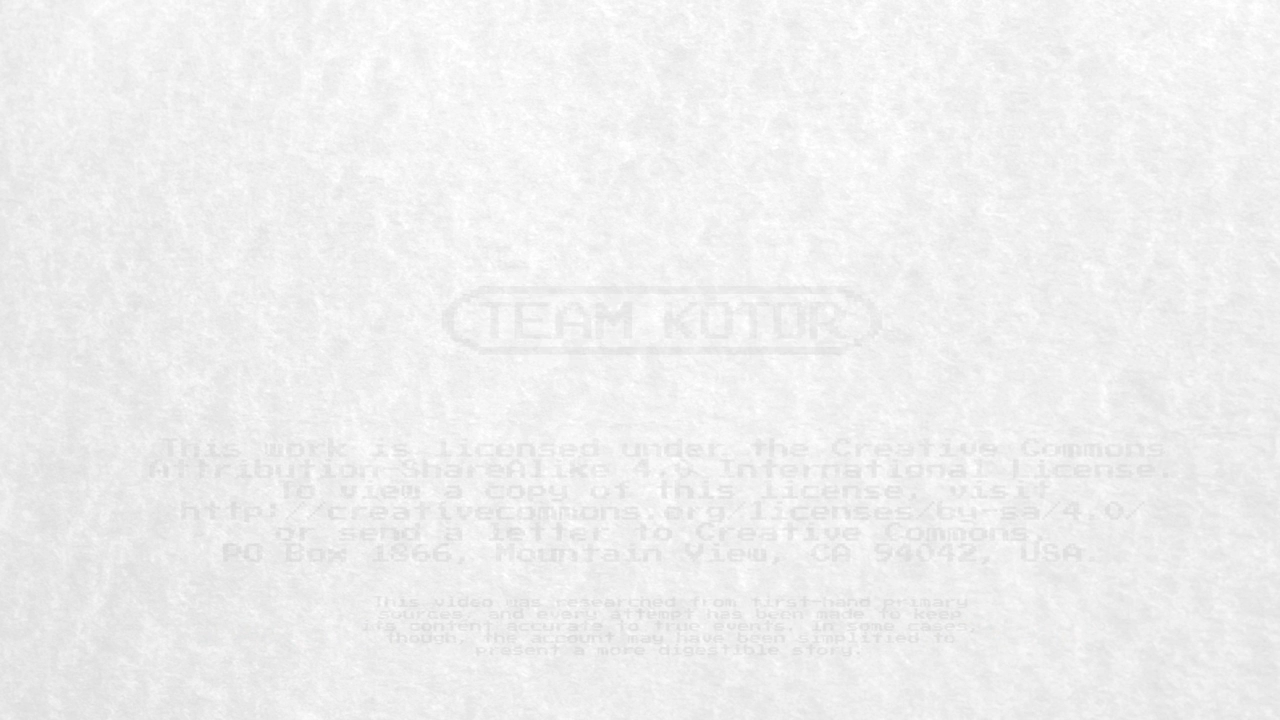 TEAM KOTOR
This work is licensed under the Creative Commons
Attribution-ShareAlike 4.0 International License.
To view a copy of this license, visit
http://creativecommons.org/licenses/by-sa/4.0/
or send a letter to Creative Commons,
PO Box 1866, Mountain View, CA 94042, USA.
This video was researched from first-hand primary
sources, and every attempt has been made to keep
its content accurate to true events. In some cases,
though, the account may have been simplified to
present a more digestible story.